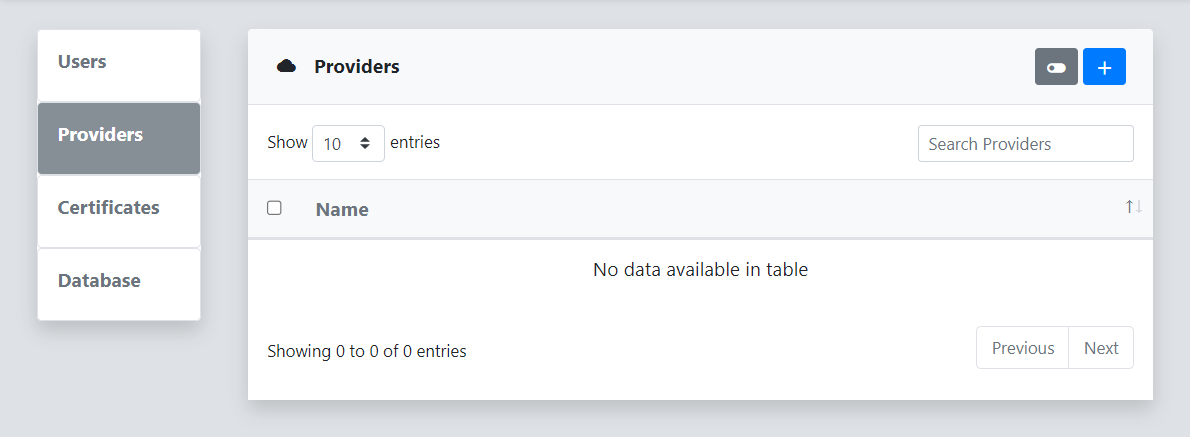 Users
Providers
Certificates
Database
Providers
Show 10 entries
Search Providers
Name
No data available in table
Showing 0 to 0 of 0 entries
Previous Next